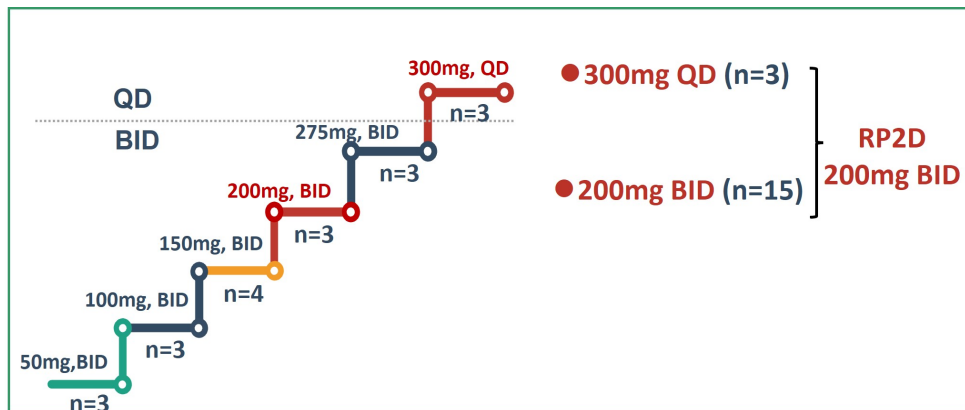 300mg, QD
n=3
QD
BID
275mg, BID
n=3
200mg, BID
n=3
150mg, BID
n=4
100mg, BID
n=3
50mg,BID
n=3
300mg QD (n=3)
200mg BID (n=15)
RP2D
200mg BID